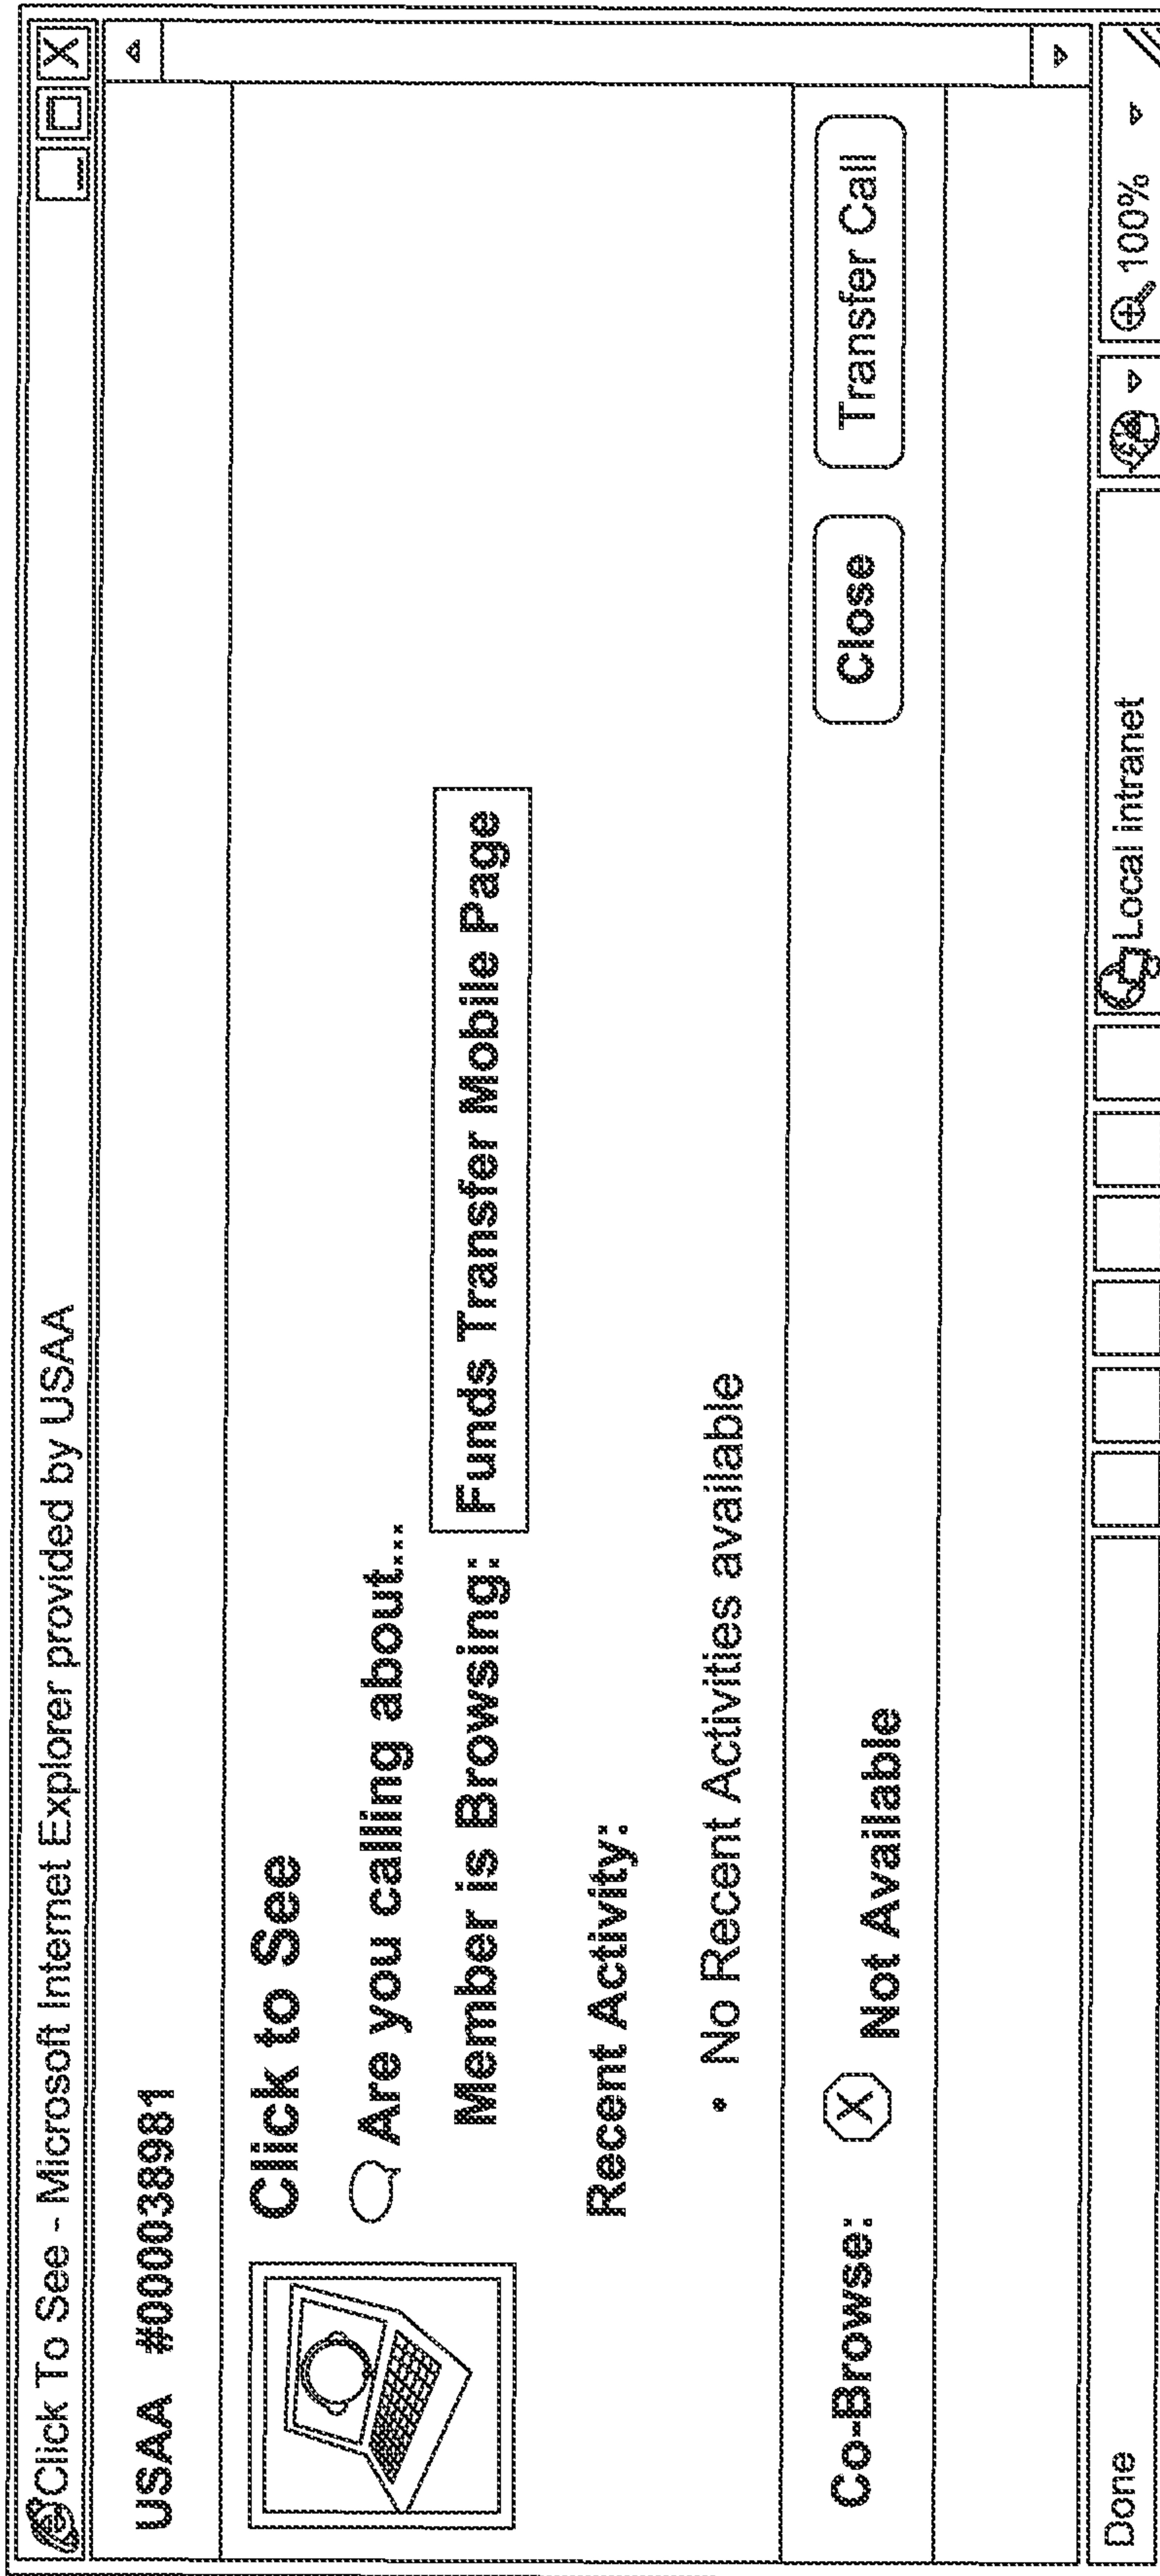 Click To See - Microsoft Internet Explorer provided by USAA
USAA #00038981
Click to See
Are you calling about...
Member is Browsing: Funds Transfer Mobile Page
Recent Activity:
• No Recent Activities available
Co-Browse: X Not Available
Close
Transfer Call
Done
Local intranet
100%